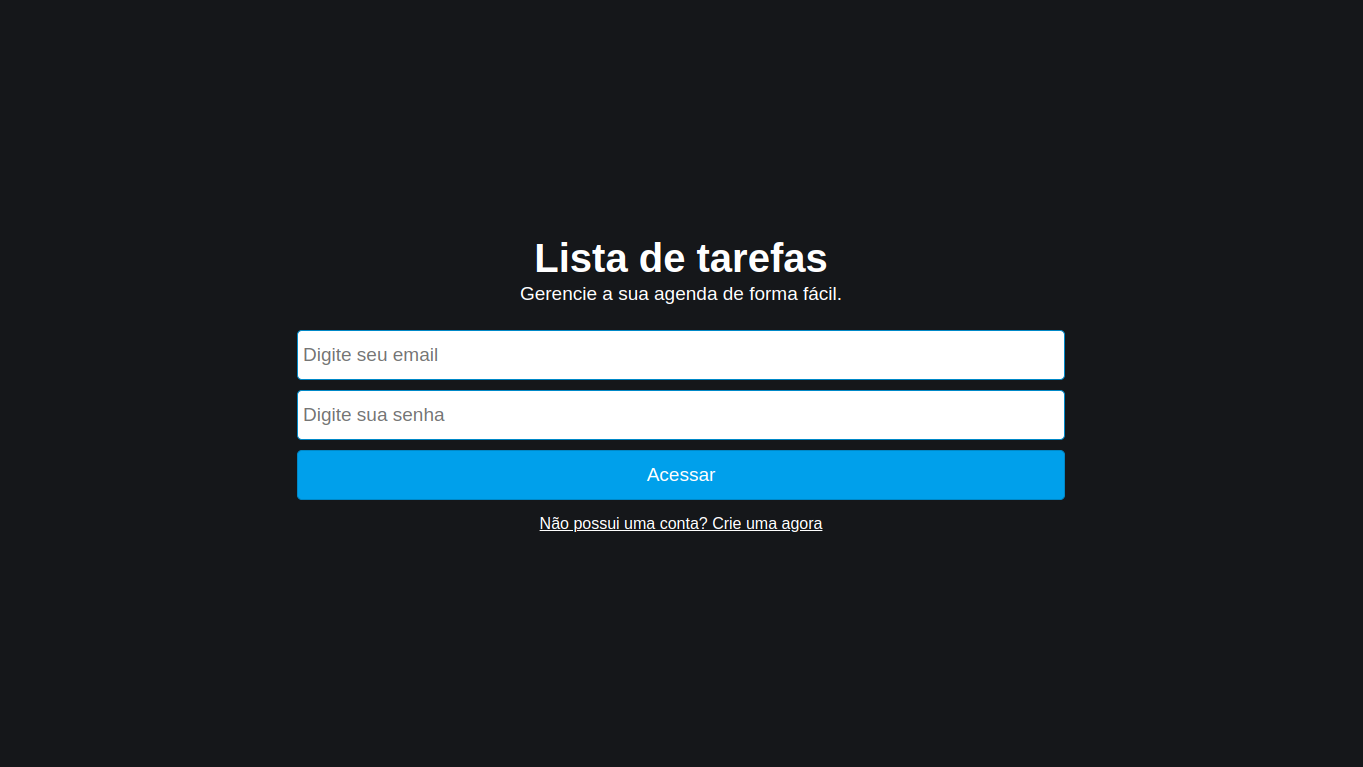 Lista de tarefas
Gerencie a sua agenda de forma fácil.
Digite seu email
Digite sua senha
Acessar
Não possui uma conta? Crie uma agora